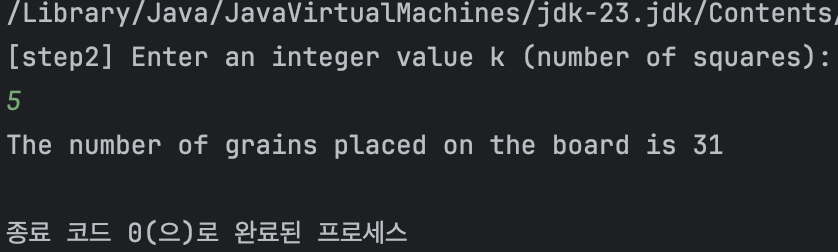 /Library/Java/JavaVirtualMachines/jdk-23.jdk/Contents/
[step2] Enter an integer value k (number of squares):
5
The number of grains placed on the board is 31
종료 코드 0(으)로 완료된 프로세스